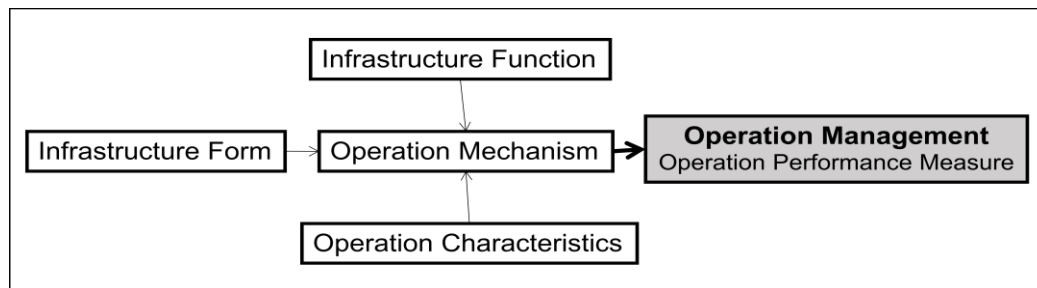 Infrastructure Function
Infrastructure Form
Operation Mechanism
Operation Management
Operation Performance Measure
Operation Characteristics